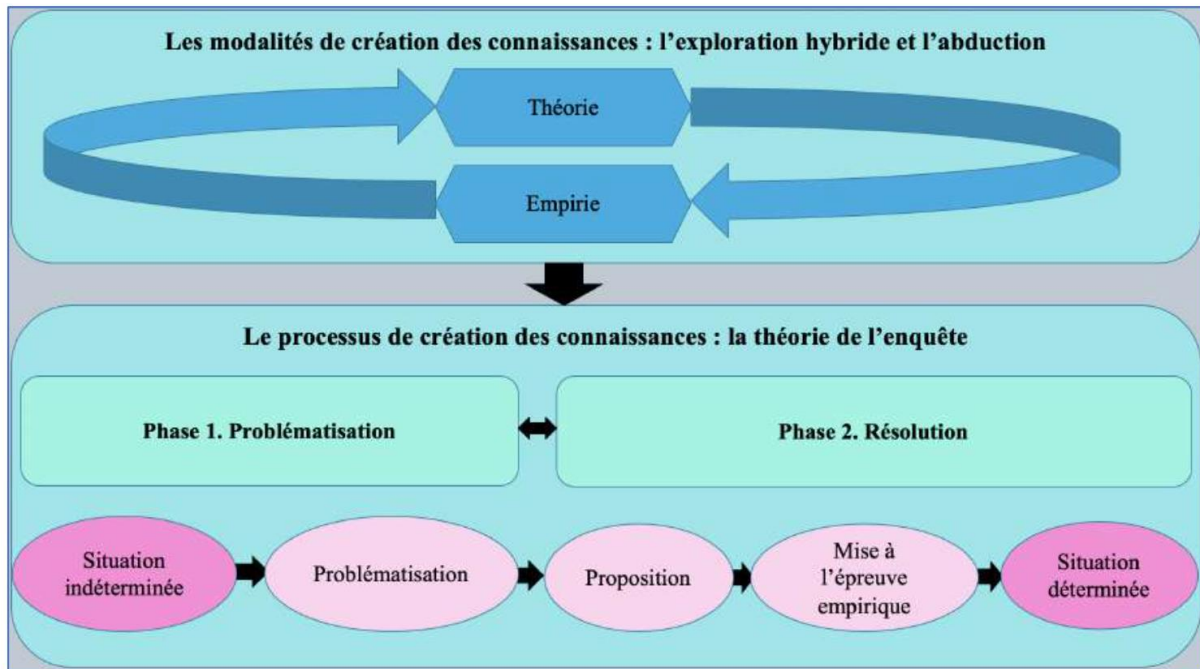 Les modalités de création des connaissances : l’exploration hybride et l’abduction
Théorie
Empirie
Le processus de création des connaissances : la théorie de l’enquête
Phase 1. Problématisation
Phase 2. Résolution
Situation
indéterminée
Problématisation
Proposition
Mise à
l’épreuve
empirique
Situation
déterminée